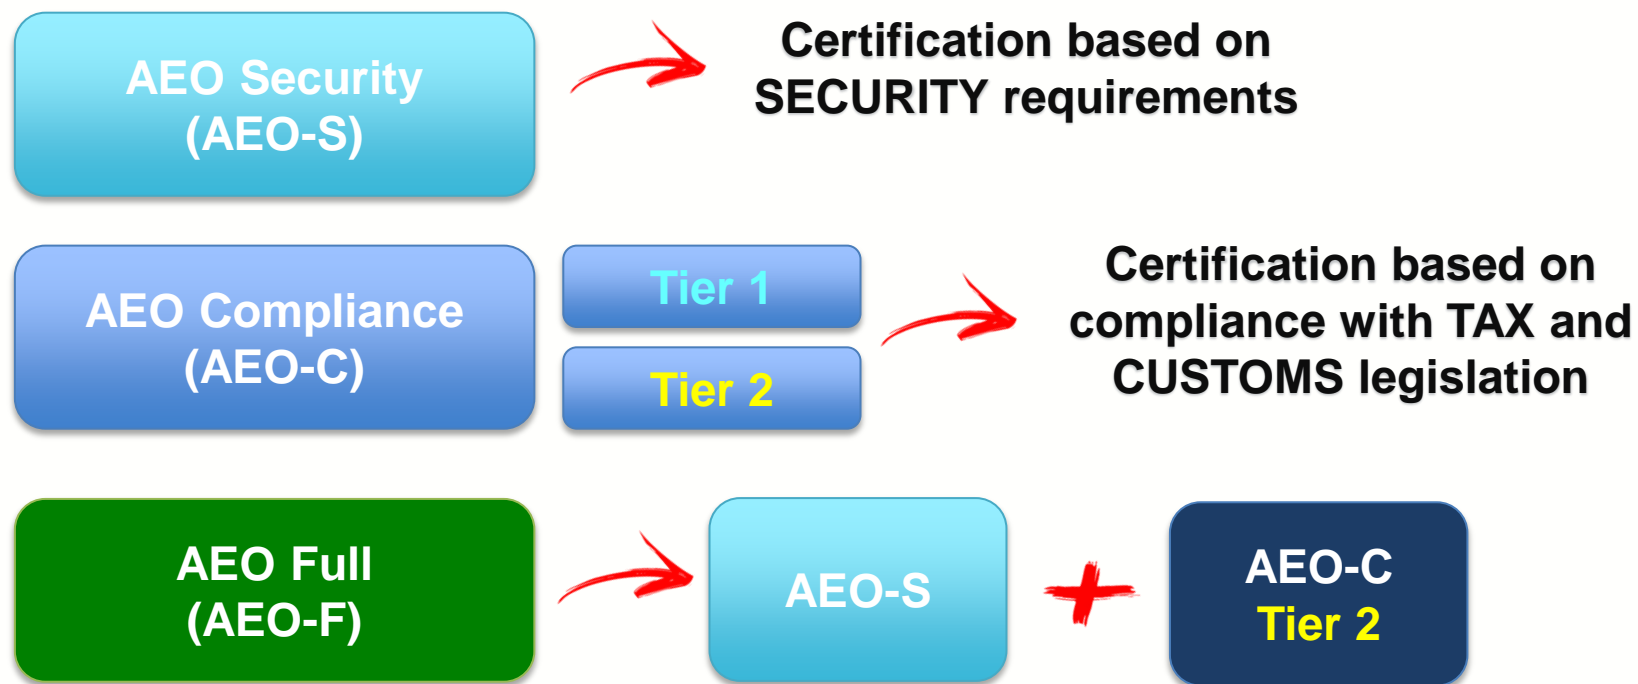 AEO Security
(AEO-S)
Certification based on
SECURITY requirements
AEO Compliance
(AEO-C)
Tier 1
Tier 2
Certification based on
compliance with TAX and
CUSTOMS legislation
AEO Full
(AEO-F)
AEO-S
+
AEO-C
Tier 2